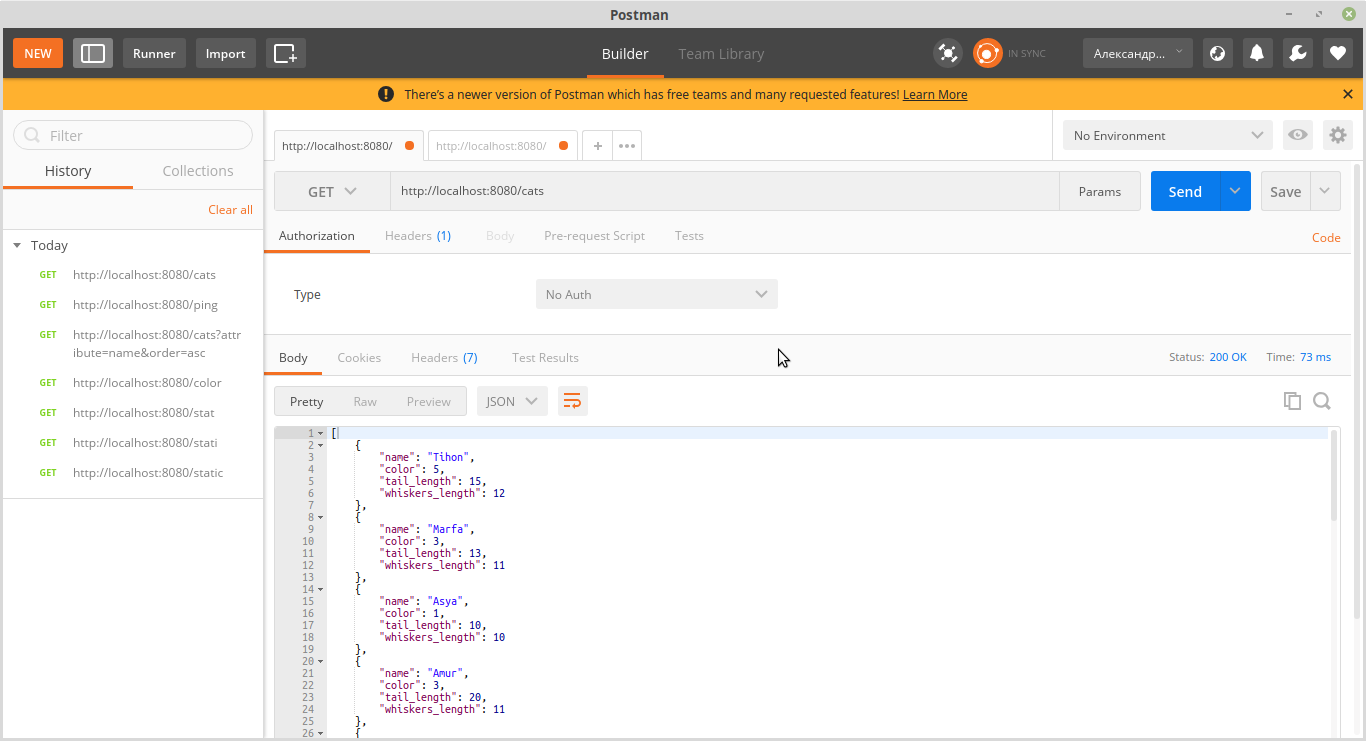 Postman
NEW Runner Import Builder Team Library IN SYNC Александр...
There's a newer version of Postman which has free teams and many requested features! Learn More
Filter
History Collections
Clear all
Today
GET http://localhost:8080/cats
GET http://localhost:8080/ping
GET http://localhost:8080/cats?attr
ibute=name&order=asc
GET http://localhost:8080/color
GET http://localhost:8080/stat
GET http://localhost:8080/stati
GET http://localhost:8080/static
http://localhost:8080/ http://localhost:8080/ + ••• No Environment
GET http://localhost:8080/cats Params Send Save
Authorization Headers (1) Body Pre-request Script Tests Code
Type No Auth
Body Cookies Headers (7) Test Results Status: 200 OK Time: 73 ms
Pretty Raw Preview JSON
1 [
2 {
3 "name": "Tihon",
4 "color": 5,
5 "tail_length": 15,
6 "whiskers_length": 12
7 },
8 {
9 "name": "Marfa",
10 "color": 3,
11 "tail_length": 13,
12 "whiskers_length": 11
13 },
14 {
15 "name": "Asya",
16 "color": 1,
17 "tail_length": 10,
18 "whiskers_length": 10
19 },
20 {
21 "name": "Amur",
22 "color": 3,
23 "tail_length": 20,
24 "whiskers_length": 11
25 },
26 {